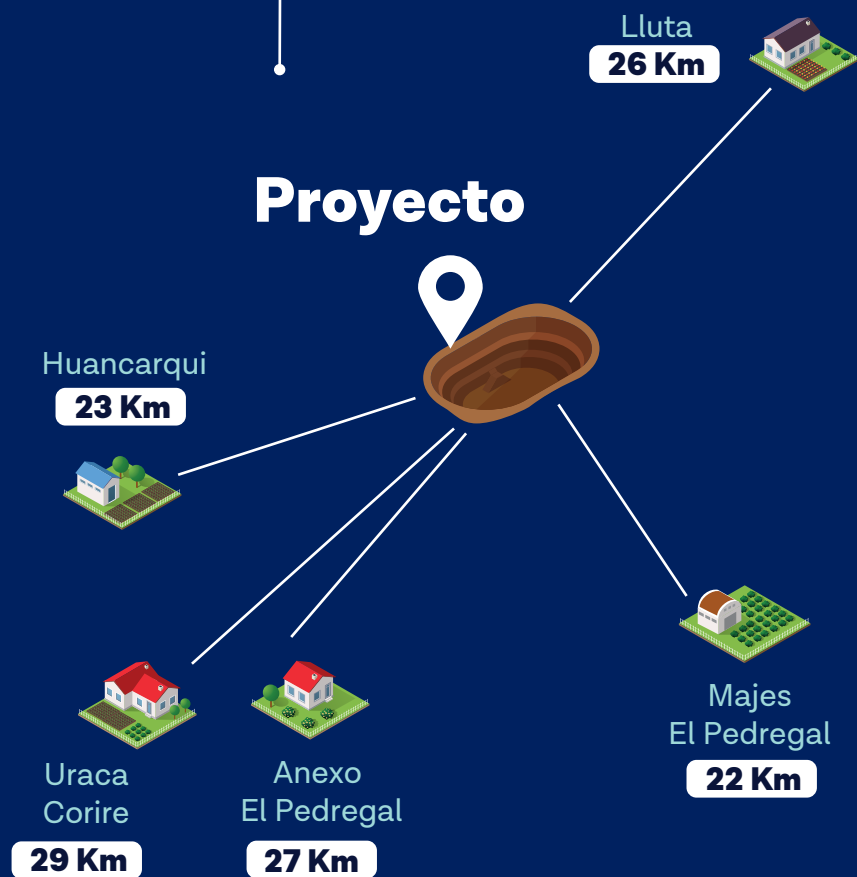 Lluta
26 Km
Proyecto
Huancarqui
23 Km
Majes
El Pedregal
22 Km
Uraca
Corire
29 Km
Anexo
El Pedregal
27 Km